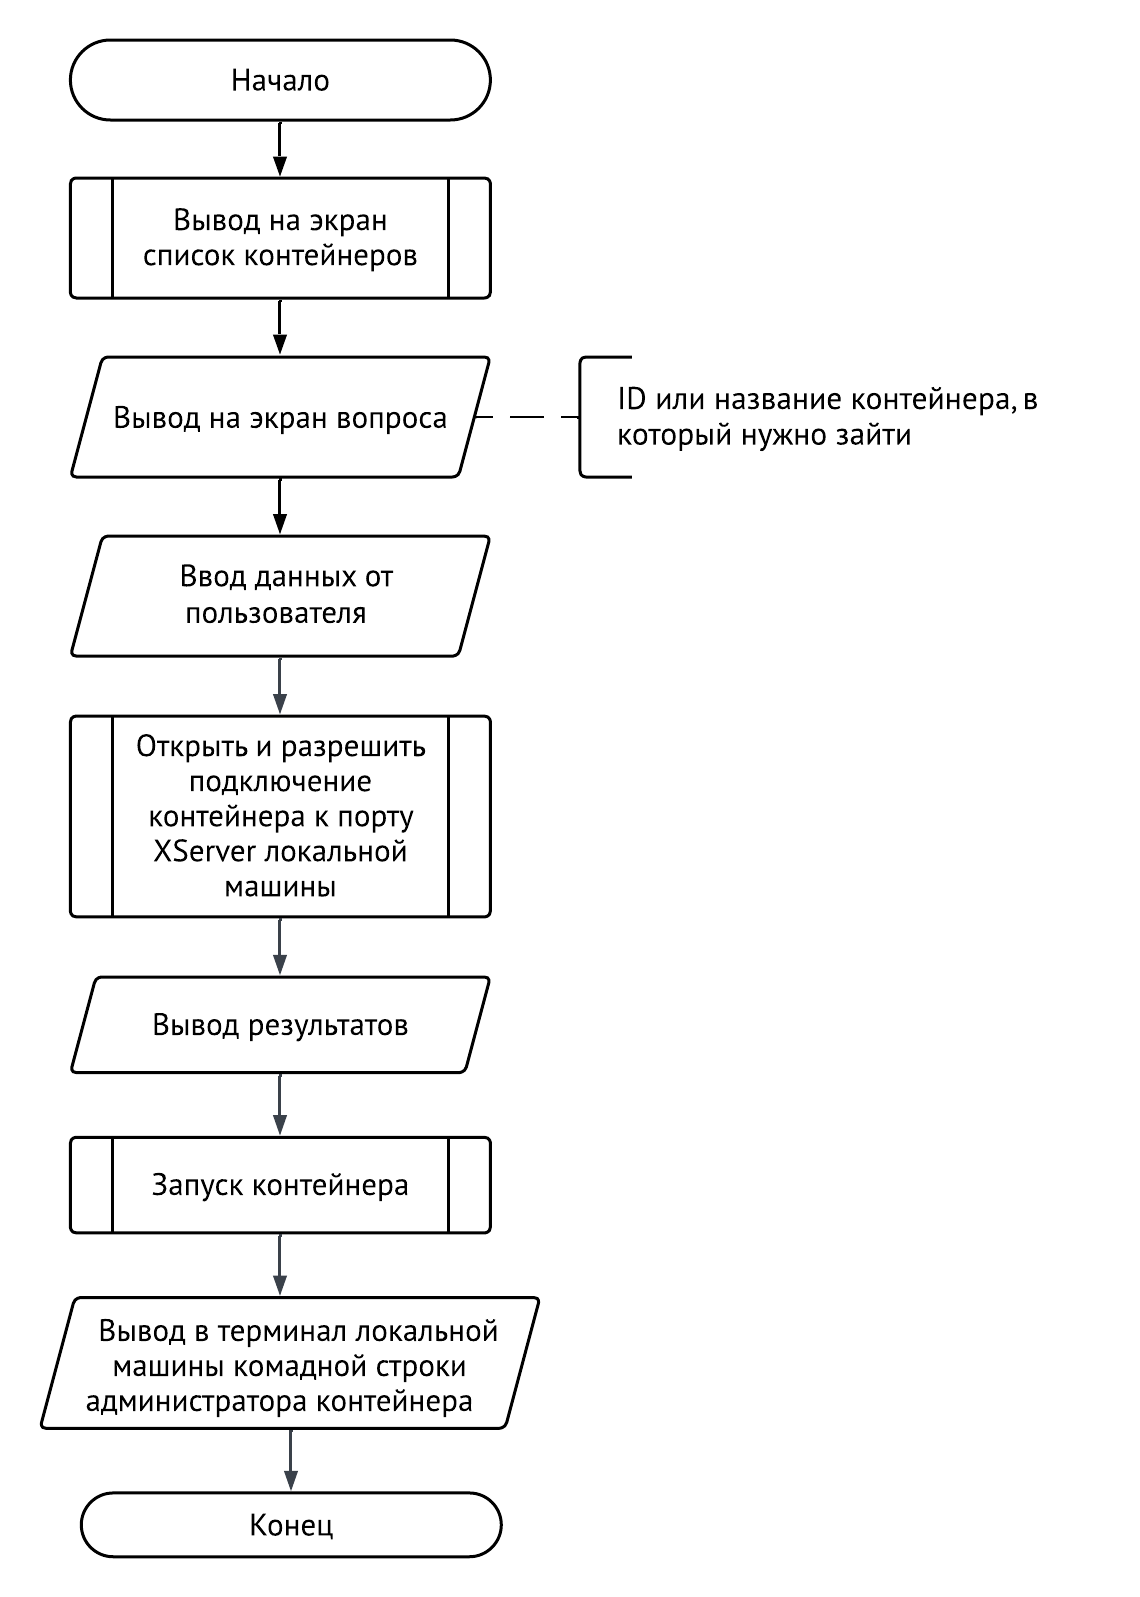 Начало
Вывод на экран
список контейнеров
Вывод на экран вопроса
ID или название контейнера, в
который нужно зайти
Ввод данных от
пользователя
Открыть и разрешить
подключение
контейнера к порту
XServer локальной
машины
Вывод результатов
Запуск контейнера
Вывод в терминал локальной
машины комадной строки
администратора контейнера
Конец